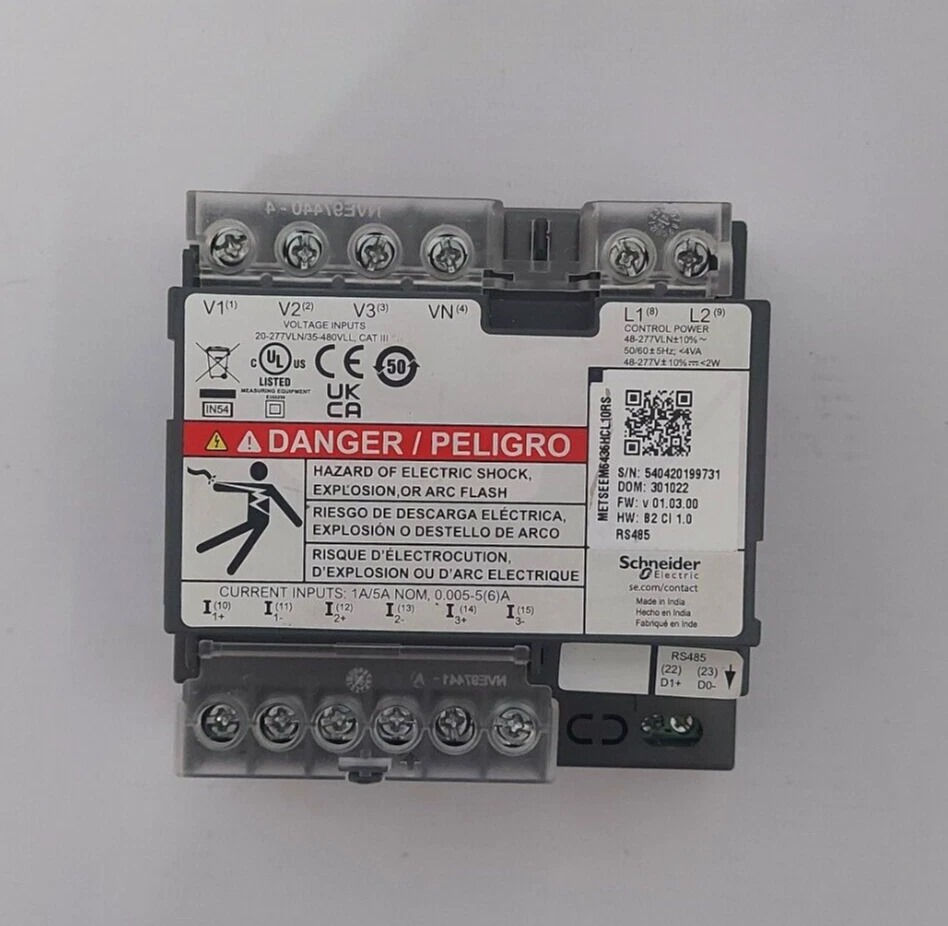 NVE97440-4
V1(1) V2(2) V3(3) VN(4)
VOLTAGE INPUTS
20-277VLN/35-480VLL, CAT III
L1(8) L2(9)
CONTROL POWER
48-277VLN±10% ~
50/60±5Hz; <4VA
48-277V±10% ⎓ <2W
C UL US
LISTED
MEASURING EQUIPMENT
CE
50
UK
CA
IN54
DANGER / PELIGRO
HAZARD OF ELECTRIC SHOCK,
EXPLOSION,OR ARC FLASH
RIESGO DE DESCARGA ELÉCTRICA,
EXPLOSIÓN O DESTELLO DE ARCO
RISQUE D'ÉLECTROCUTION,
D'EXPLOSION OU D'ARC ELECTRIQUE
METSEEM6436HCL10RS
S/N: 540420199731
DOM: 301022
FW: v 01.03.00
HW: B2 CI 1.0
RS485
Schneider
Electric
se.com/contact
Made in India
Hecho en India
Fabriqué en Inde
CURRENT INPUTS: 1A/5A NOM, 0.005-5(6)A
I1+(10) I1-(11) I2+(12) I2-(13) I3+(14) I3-(15)
RS485
(22) (23)
D1+ D0-
NVE97441 - A